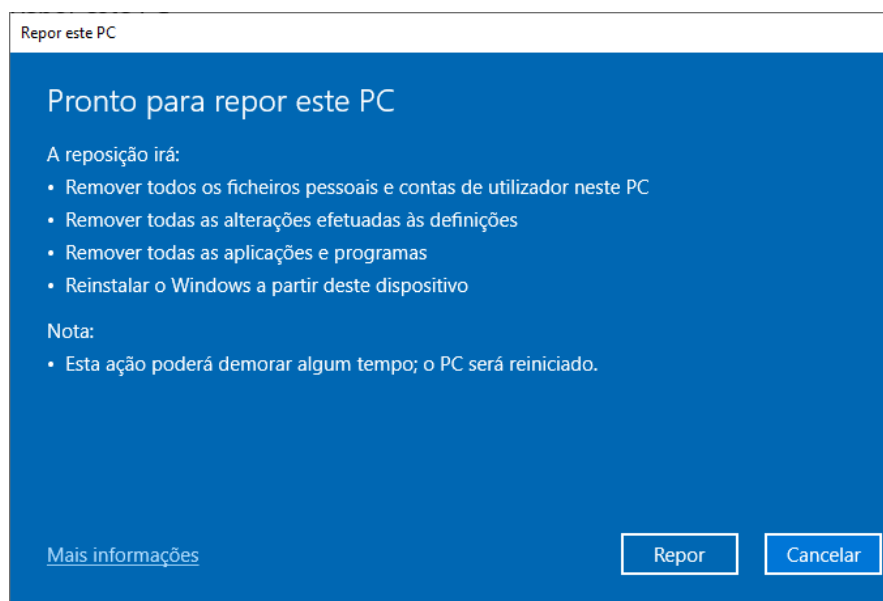 Repor este PC
Pronto para repor este PC
A reposição irá:
• Remover todos os ficheiros pessoais e contas de utilizador neste PC
• Remover todas as alterações efetuadas às definições
• Remover todas as aplicações e programas
• Reinstalar o Windows a partir deste dispositivo
Nota:
• Esta ação poderá demorar algum tempo; o PC será reiniciado.
Mais informações
Repor
Cancelar